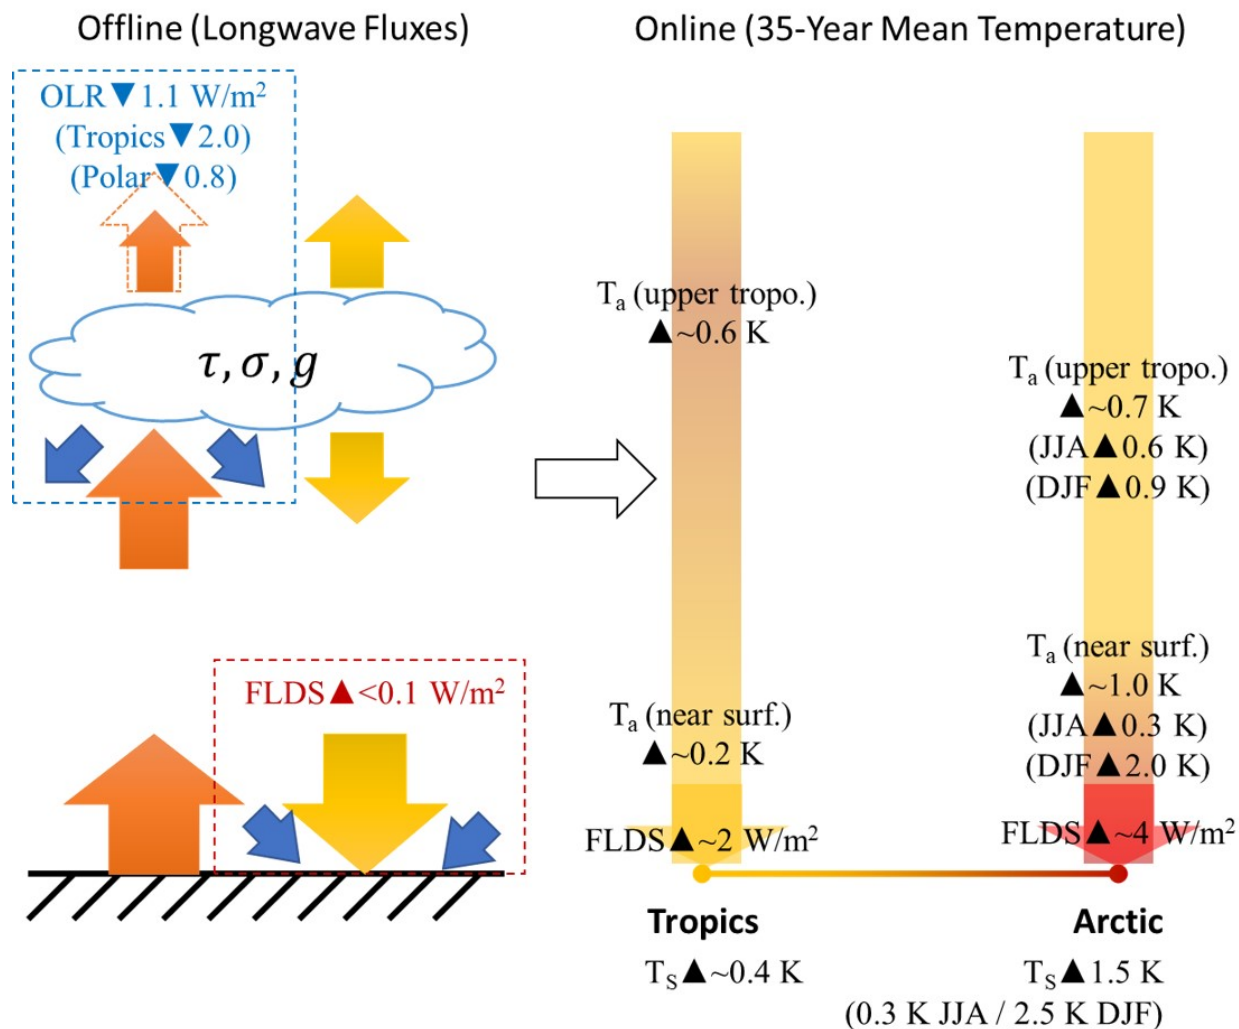 Offline (Longwave Fluxes)
OLR▼1.1 W/m²
(Tropics▼2.0)
(Polar▼0.8)
τ, σ, g
FLDS▲<0.1 W/m²
Online (35-Year Mean Temperature)
Tₐ (upper tropo.)
▲~0.6 K
Tₐ (near surf.)
▲~0.2 K
FLDS▲~2 W/m²
Tropics
T_S▲~0.4 K
Tₐ (upper tropo.)
▲~0.7 K
(JJA▲0.6 K)
(DJF▲0.9 K)
Tₐ (near surf.)
▲~1.0 K
(JJA▲0.3 K)
(DJF▲2.0 K)
FLDS▲~4 W/m²
Arctic
T_S▲1.5 K
(0.3 K JJA / 2.5 K DJF)